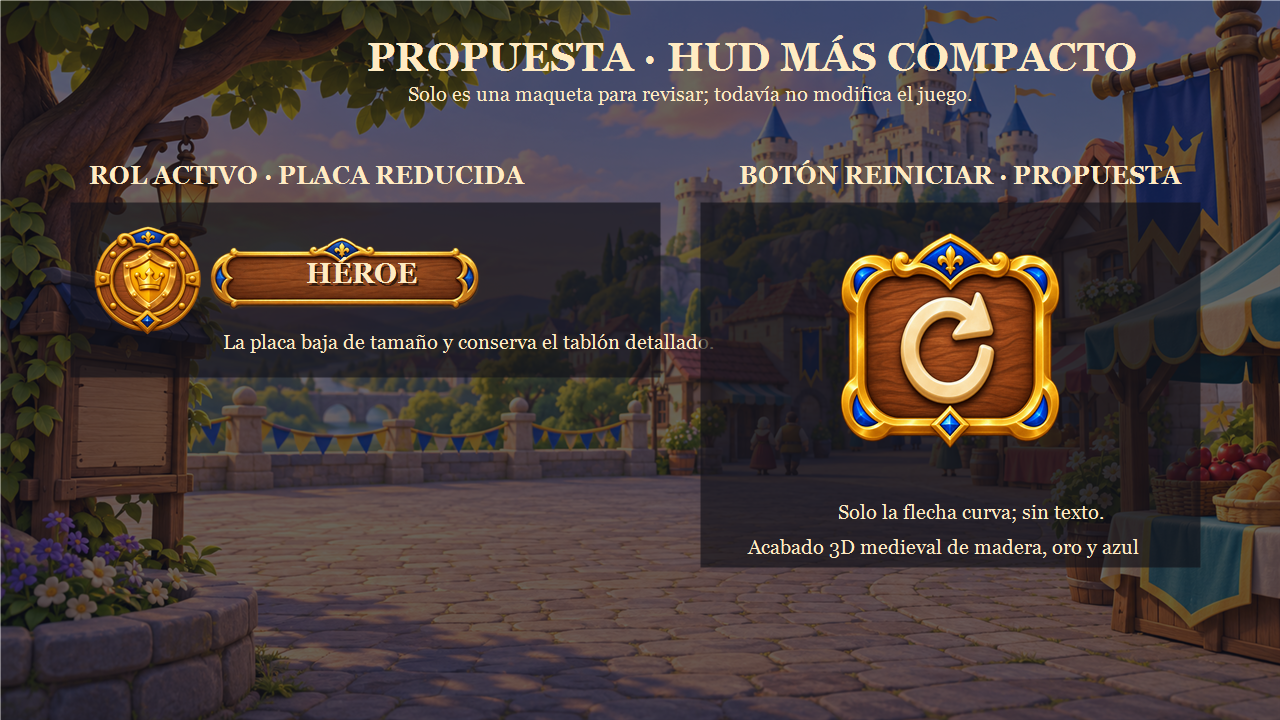 PROPUESTA · HUD MÁS COMPACTO
Solo es una maqueta para revisar; todavía no modifica el juego.
ROL ACTIVO · PLACA REDUCIDA
HÉROE
La placa baja de tamaño y conserva el tablón detallado.
BOTÓN REINICIAR · PROPUESTA
Solo la flecha curva; sin texto.
Acabado 3D medieval de madera, oro y azul